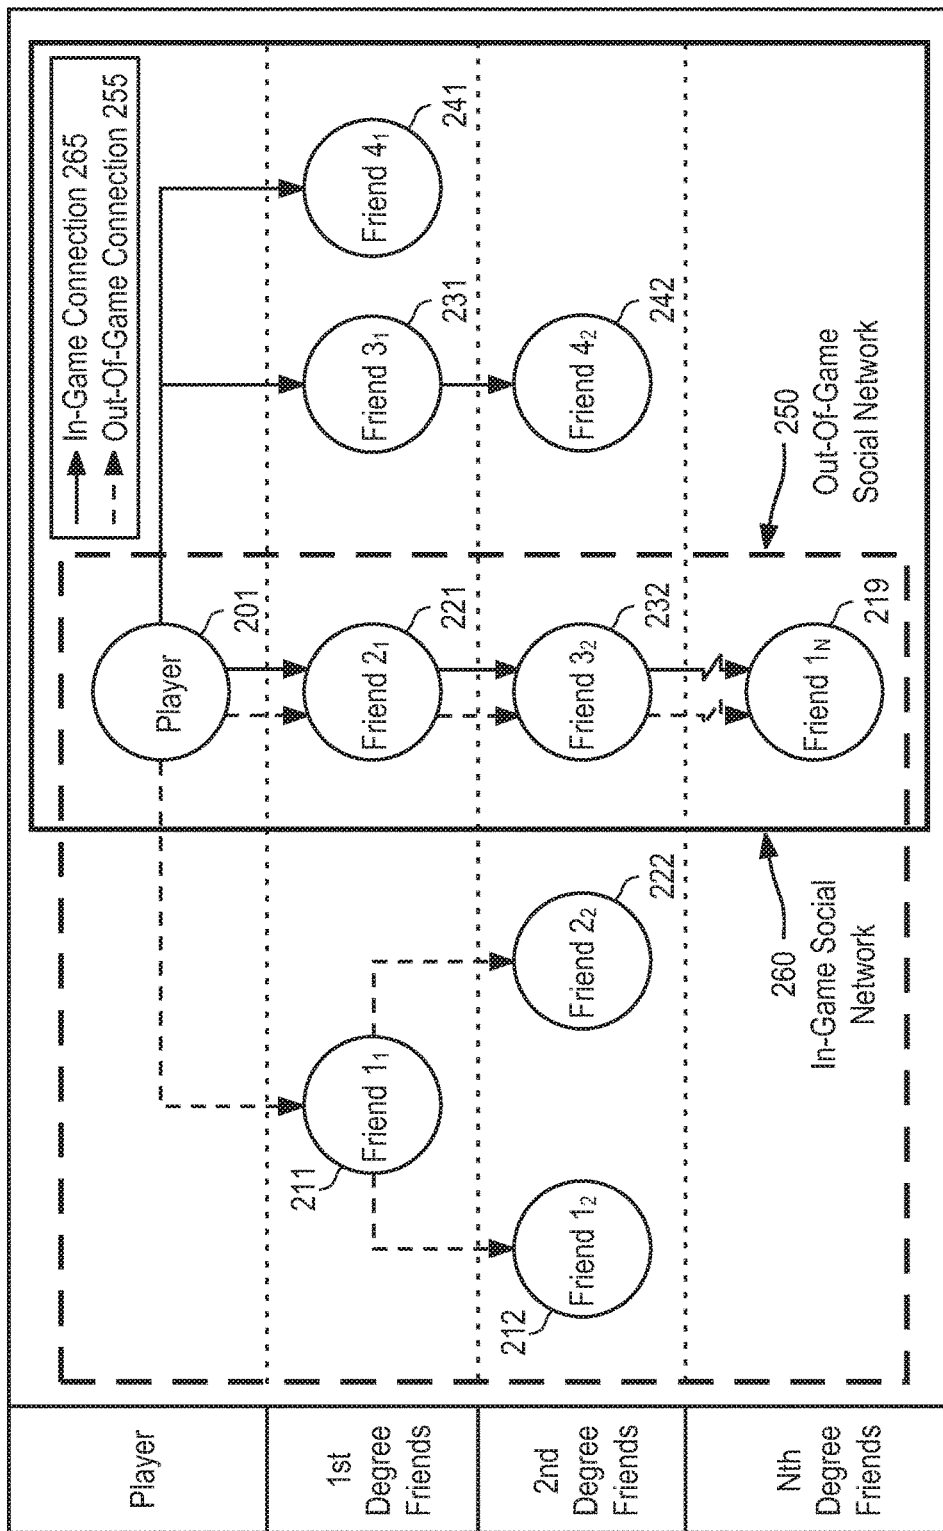 Player
1st
Degree
Friends
2nd
Degree
Friends
Nth
Degree
Friends
In-Game Connection 265
Out-Of-Game Connection 255
Player
201
Friend 1₁
211
Friend 2₁
221
Friend 3₁
231
Friend 4₁
241
Friend 1₂
212
Friend 2₂
222
Friend 3₂
232
Friend 4₂
242
260
In-Game Social
Network
Friend 1N
219
250
Out-Of-Game
Social Network